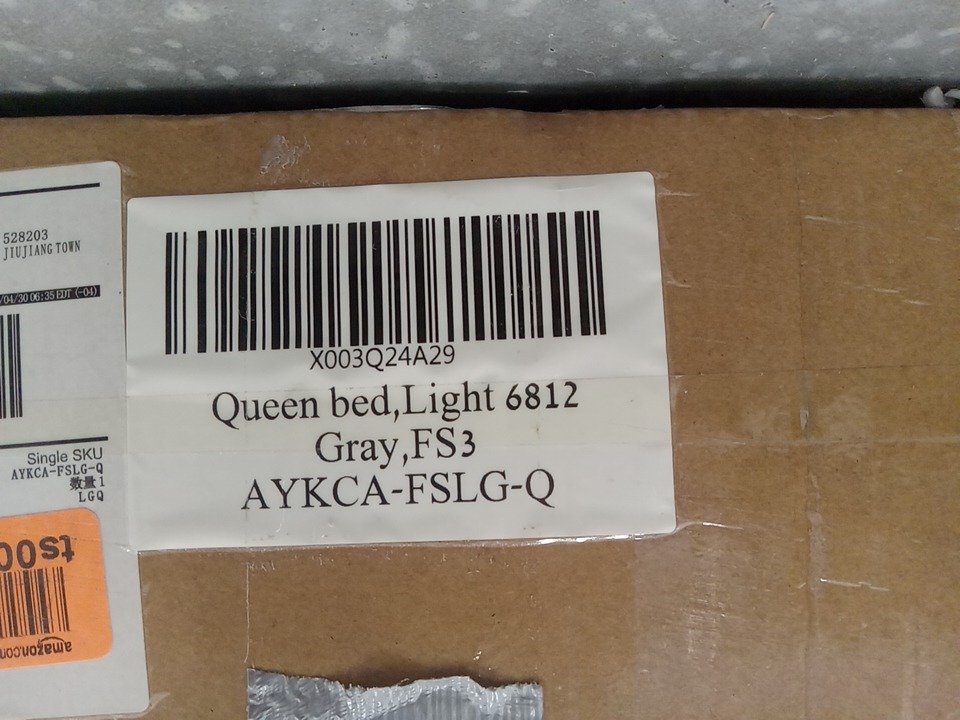 528203
JIUJIANG TOWN
/04/30 06:35 EDT (-04)
Single SKU
AYKCA-FSLG-Q
数量 1
LGQ
ts00
amazon.com
X003Q24A29
Queen bed,Light 6812
Gray,FS3
AYKCA-FSLG-Q